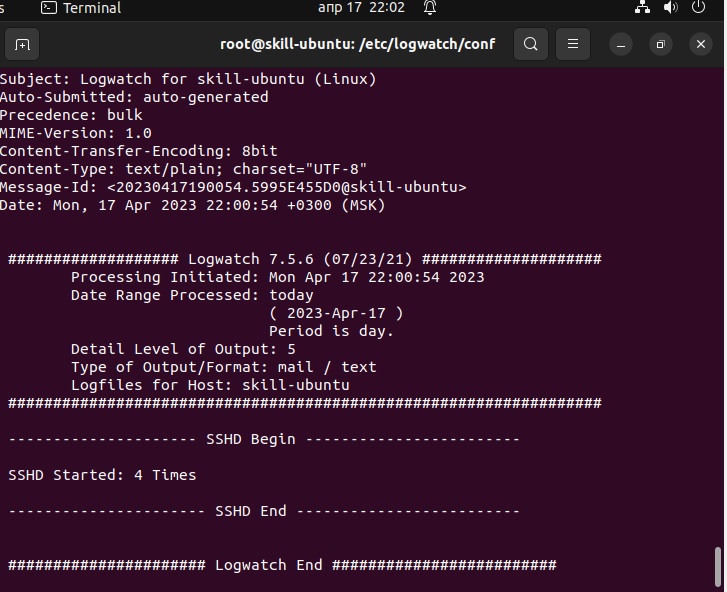 s Terminal апр 17 22:02
root@skill-ubuntu: /etc/logwatch/conf
Subject: Logwatch for skill-ubuntu (Linux)
Auto-Submitted: auto-generated
Precedence: bulk
MIME-Version: 1.0
Content-Transfer-Encoding: 8bit
Content-Type: text/plain; charset="UTF-8"
Message-Id: <20230417190054.5995E455D0@skill-ubuntu>
Date: Mon, 17 Apr 2023 22:00:54 +0300 (MSK)
################### Logwatch 7.5.6 (07/23/21) ####################
Processing Initiated: Mon Apr 17 22:00:54 2023
Date Range Processed: today
( 2023-Apr-17 )
Period is day.
Detail Level of Output: 5
Type of Output/Format: mail / text
Logfiles for Host: skill-ubuntu
##################################################################
--------------------- SSHD Begin ------------------------
SSHD Started: 4 Times
---------------------- SSHD End -------------------------
###################### Logwatch End #########################